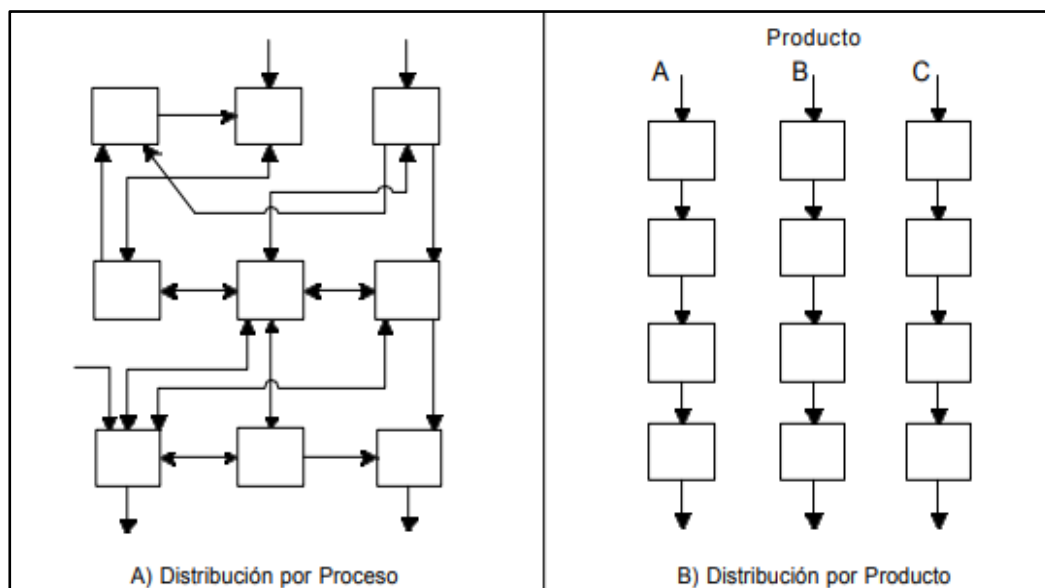 Producto
A B C
A) Distribución por Proceso
B) Distribución por Producto